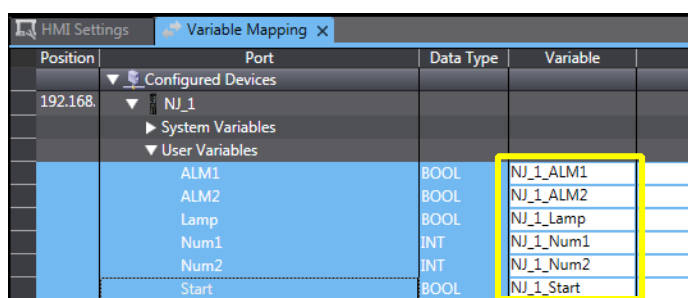 HMI Settings Variable Mapping
Position Port Data Type Variable
Configured Devices
192.168. NJ_1
System Variables
User Variables
ALM1 BOOL NJ_1_ALM1
ALM2 BOOL NJ_1_ALM2
Lamp BOOL NJ_1_Lamp
Num1 INT NJ_1_Num1
Num2 INT NJ_1_Num2
Start BOOL NJ_1_Start